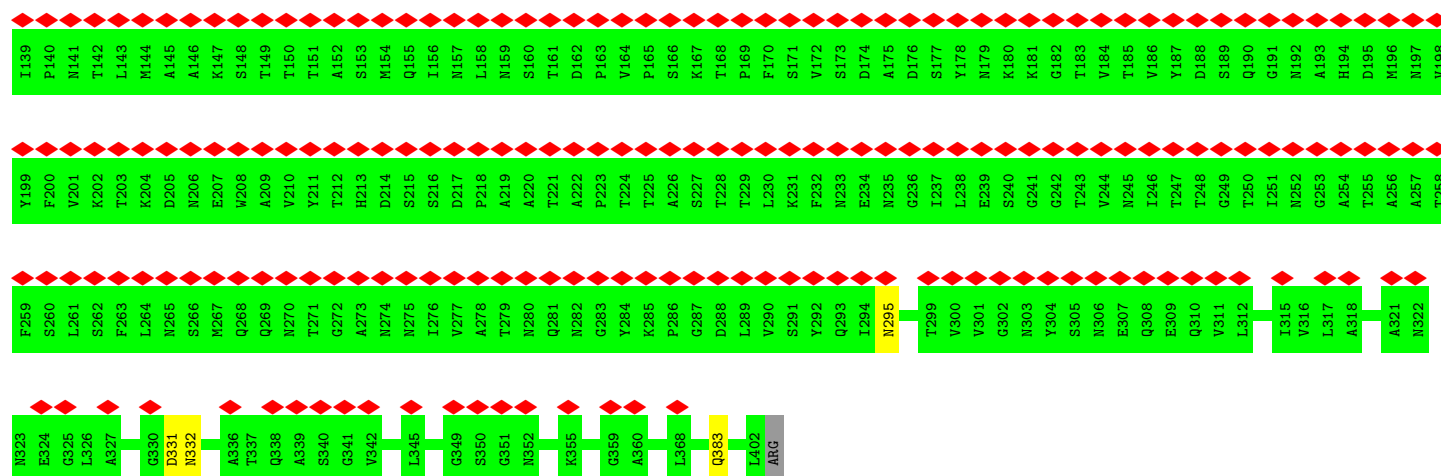 I139 P140 N141 T142 L143 M144 A145 A146 K147 S148 T149 T150 T151 A152 S153 M154 Q155 I156 N157 L158 N159 S160 T161 D162 P163 V164 P165 S166 K167 T168 P169 F170 S171 V172 S173 D174 A175 D176 S177 Y178 N179 K180 K181 G182 T183 V184 T185 V186 Y187 D188 S189 Q190 G191 N192 A193 H194 D195 M196 N197 V198
Y199 F200 V201 K202 T203 K204 D205 N206 E207 W208 A209 V210 Y211 T212 H213 D214 S215 S216 D217 P218 A219 A220 T221 A222 P223 T224 T225 A226 S227 T228 T229 L230 K231 F232 N233 E234 N235 G236 I237 L238 E239 S240 G241 G242 T243 V244 N245 I246 T247 T248 G249 T250 I251 N252 G253 A254 T255 A256 A257 T258
F259 S260 L261 S262 F263 L264 N265 S266 M267 Q268 Q269 N270 T271 G272 A273 N274 N275 I276 V277 A278 T279 N280 Q281 N282 G283 Y284 K285 P286 G287 D288 L289 V290 S291 Y292 Q293 I294 N295 T299 V300 V301 G302 N303 Y304 S305 N306 E307 Q308 E309 Q310 V311 L312 I315 V316 L317 A318 A321 N322
N323 E324 G325 L326 A327 G330 D331 N332 A336 T337 Q338 A339 S340 G341 V342 L345 G349 S350 G351 N352 K355 G359 A360 L368 Q383 L402 ARG